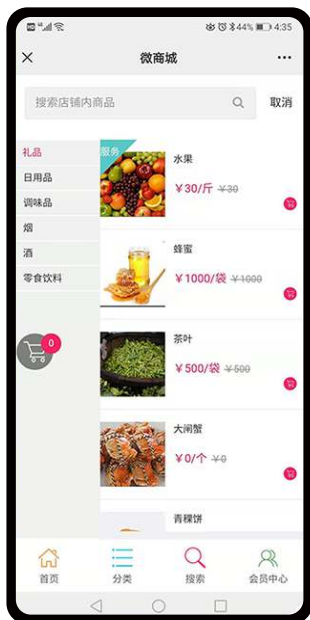 44% 4:35
微商城
搜索店铺内商品
取消
礼品
日用品
调味品
烟
酒
零食饮料
0
服务
水果
￥30/斤 ￥30
蜂蜜
￥1000/袋 ￥1000
茶叶
￥500/袋 ￥500
大闸蟹
￥0/个 ￥0
青稞饼
首页
分类
搜索
会员中心